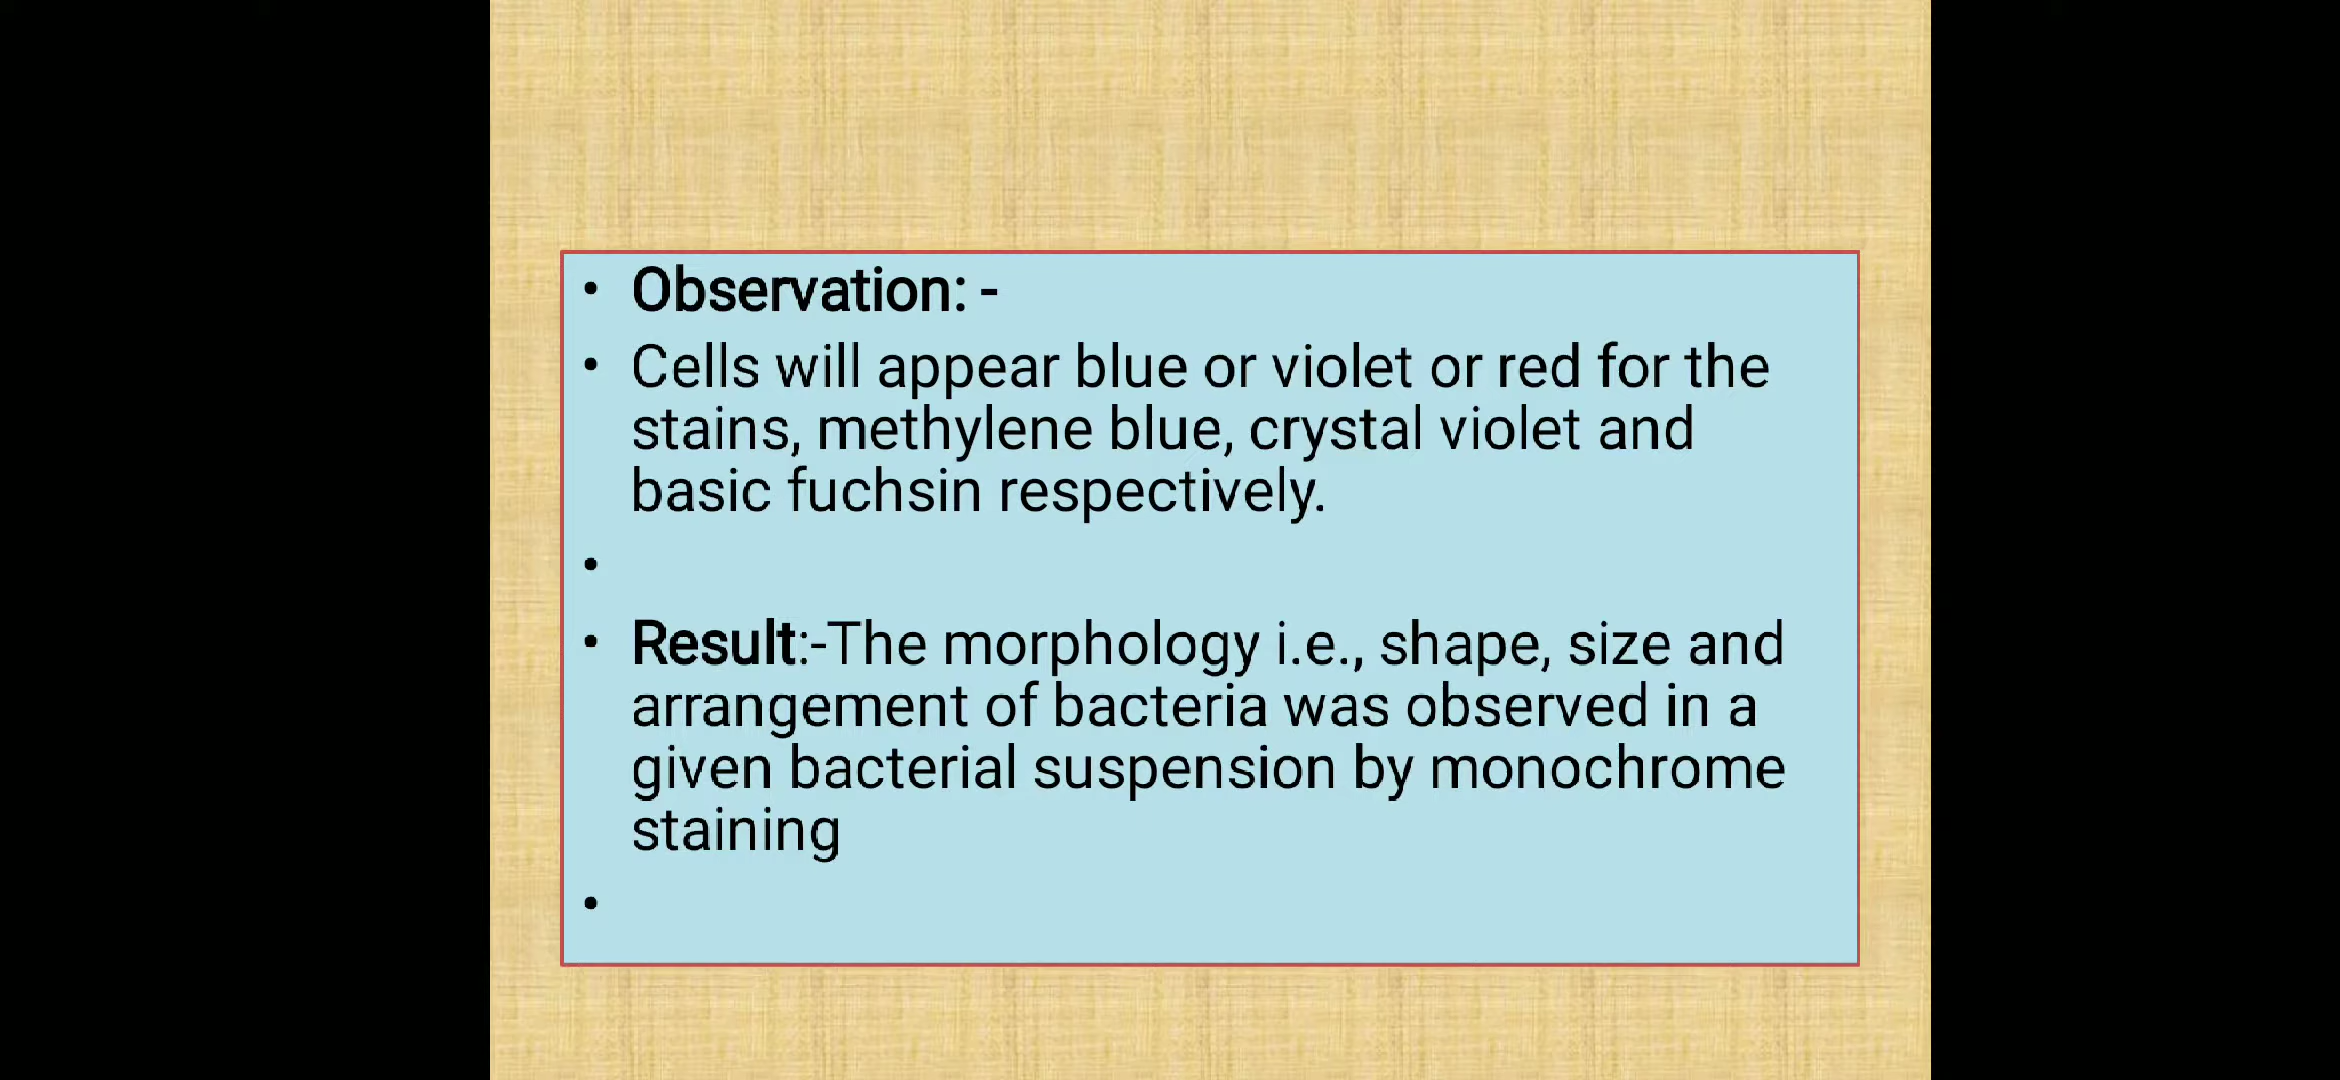 • Observation: -
• Cells will appear blue or violet or red for the
stains, methylene blue, crystal violet and
basic fuchsin respectively.
•
• Result:-The morphology i.e., shape, size and
arrangement of bacteria was observed in a
given bacterial suspension by monochrome
staining
•